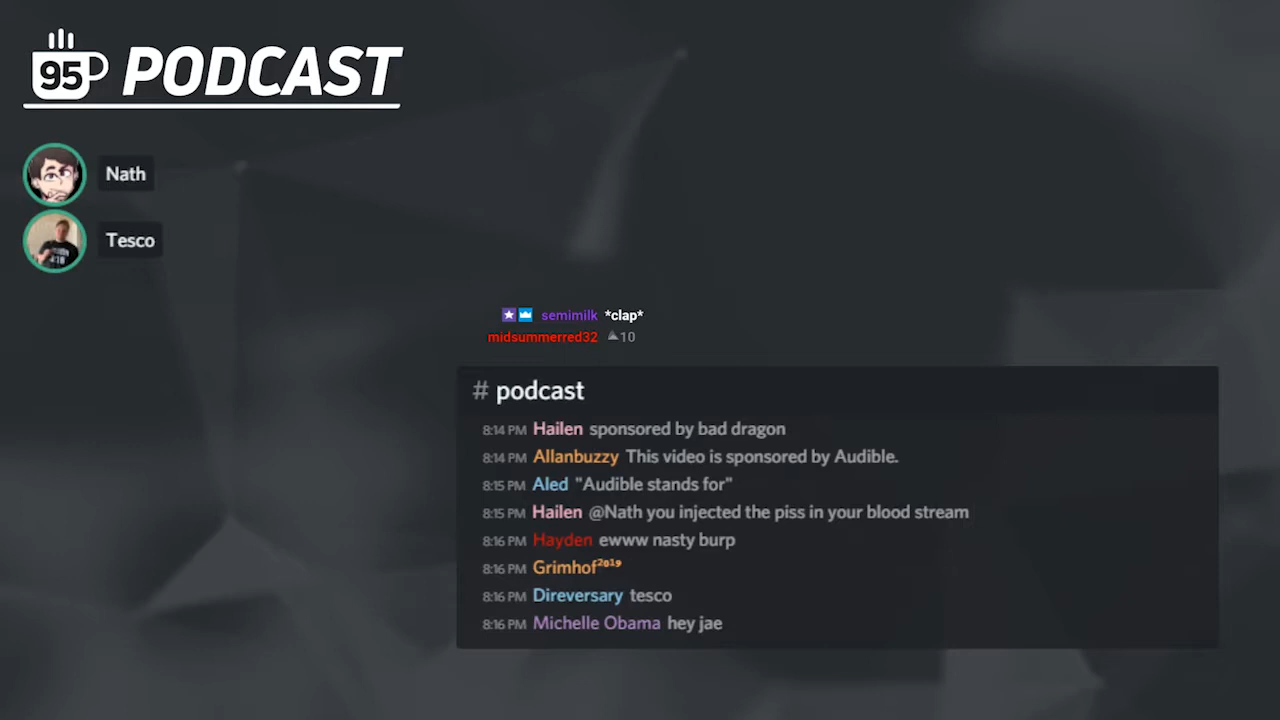 95 PODCAST
Nath
Tesco
semimilk *clap*
midsummerred32 10
# podcast
8:14 PM Hailen sponsored by bad dragon
8:14 PM Allanbuzzy This video is sponsored by Audible.
8:15 PM Aled "Audible stands for"
8:15 PM Hailen @Nath you injected the piss in your blood stream
8:16 PM Hayden ewww nasty burp
8:16 PM Grimhof²⁰¹⁹
8:16 PM Direversary tesco
8:16 PM Michelle Obama hey jae